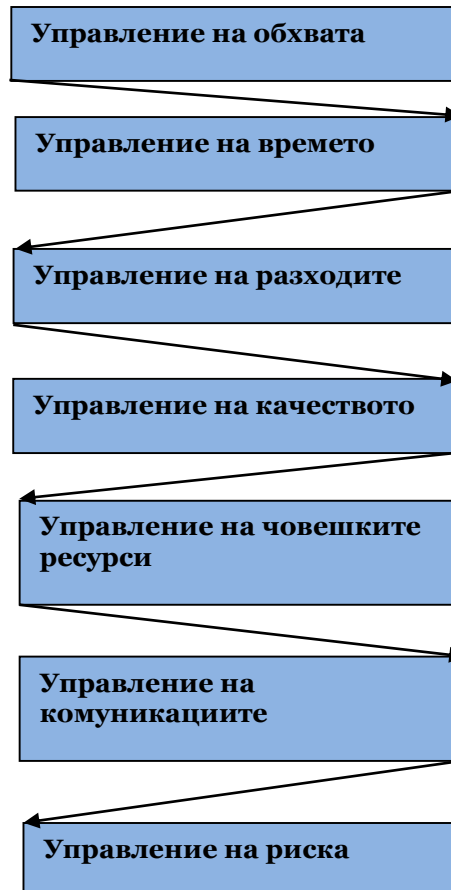 Управление на обхвата
Управление на времето
Управление на разходите
Управление на качеството
Управление на човешките
ресурси
Управление на
комуникациите
Управление на риска